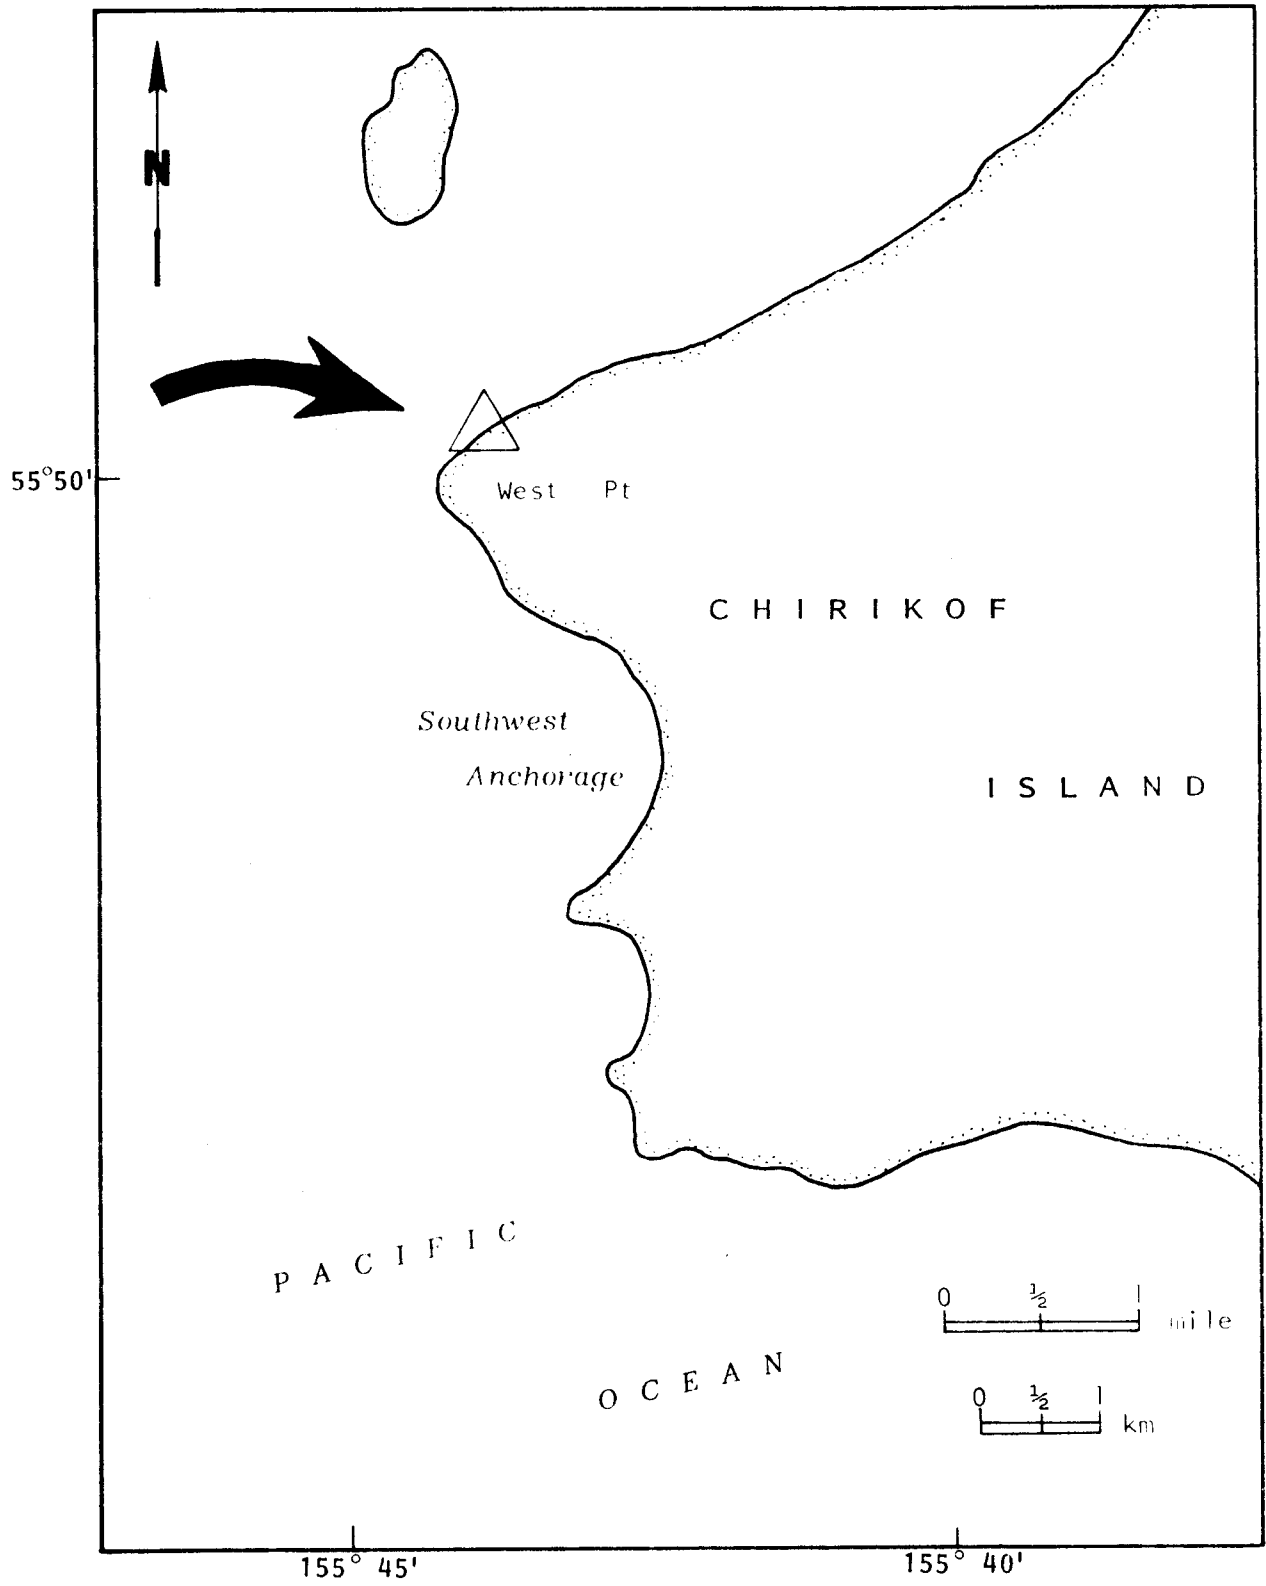 N
55°50'
West Pt
CHIRIKOF
Southwest
Anchorage
ISLAND
PACIFIC
OCEAN
0 ½ 1
mile
0 ½ 1
km
155° 45'
155° 40'